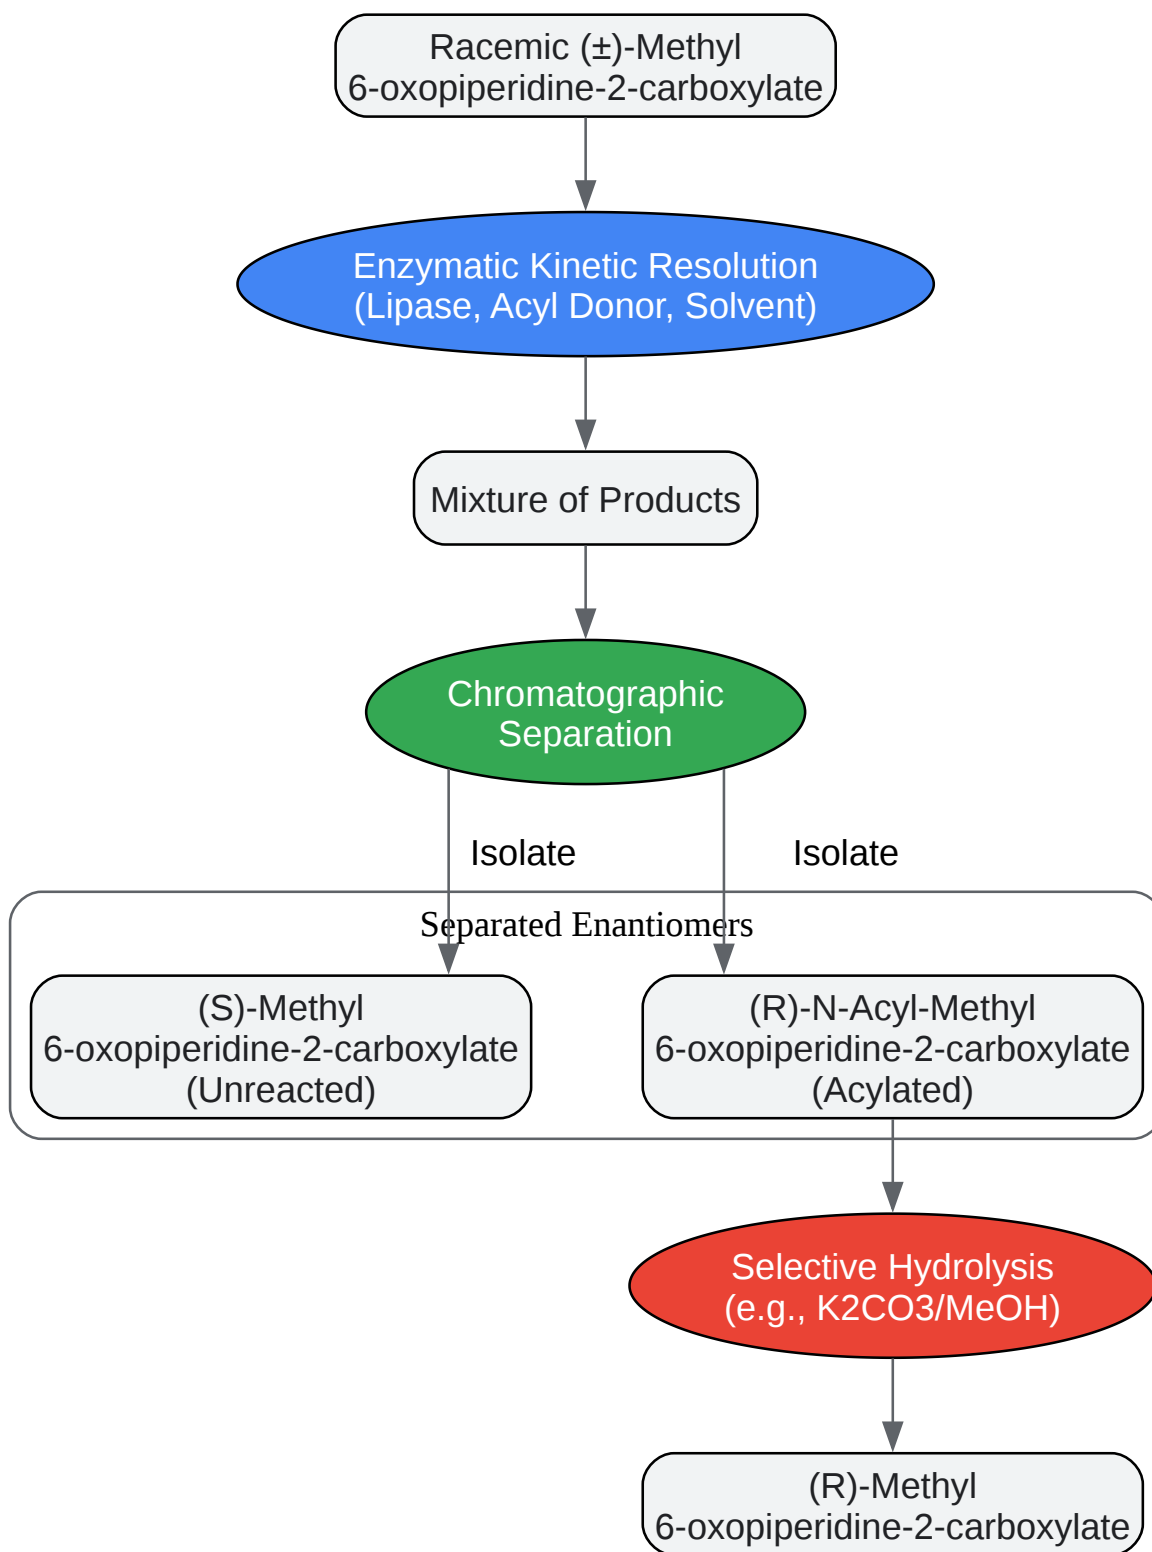 Racemic (±)-Methyl
6-oxopiperidine-2-carboxylate
Enzymatic Kinetic Resolution
(Lipase, Acyl Donor, Solvent)
Mixture of Products
Chromatographic
Separation
Isolate
Isolate
Separated Enantiomers
(S)-Methyl
6-oxopiperidine-2-carboxylate
(Unreacted)
(R)-N-Acyl-Methyl
6-oxopiperidine-2-carboxylate
(Acylated)
Selective Hydrolysis
(e.g., K2CO3/MeOH)
(R)-Methyl
6-oxopiperidine-2-carboxylate